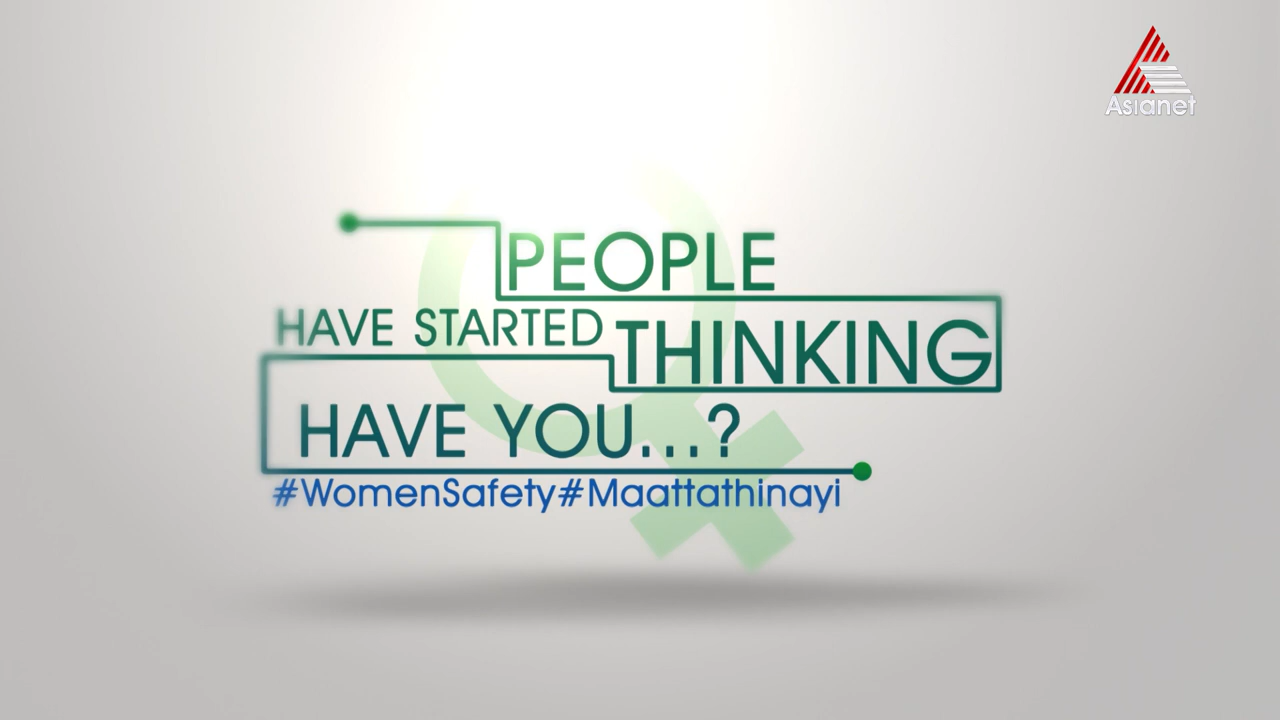 Asianet
PEOPLE
HAVE STARTED THINKING
HAVE YOU...?
#WomenSafety#Maattathinayi